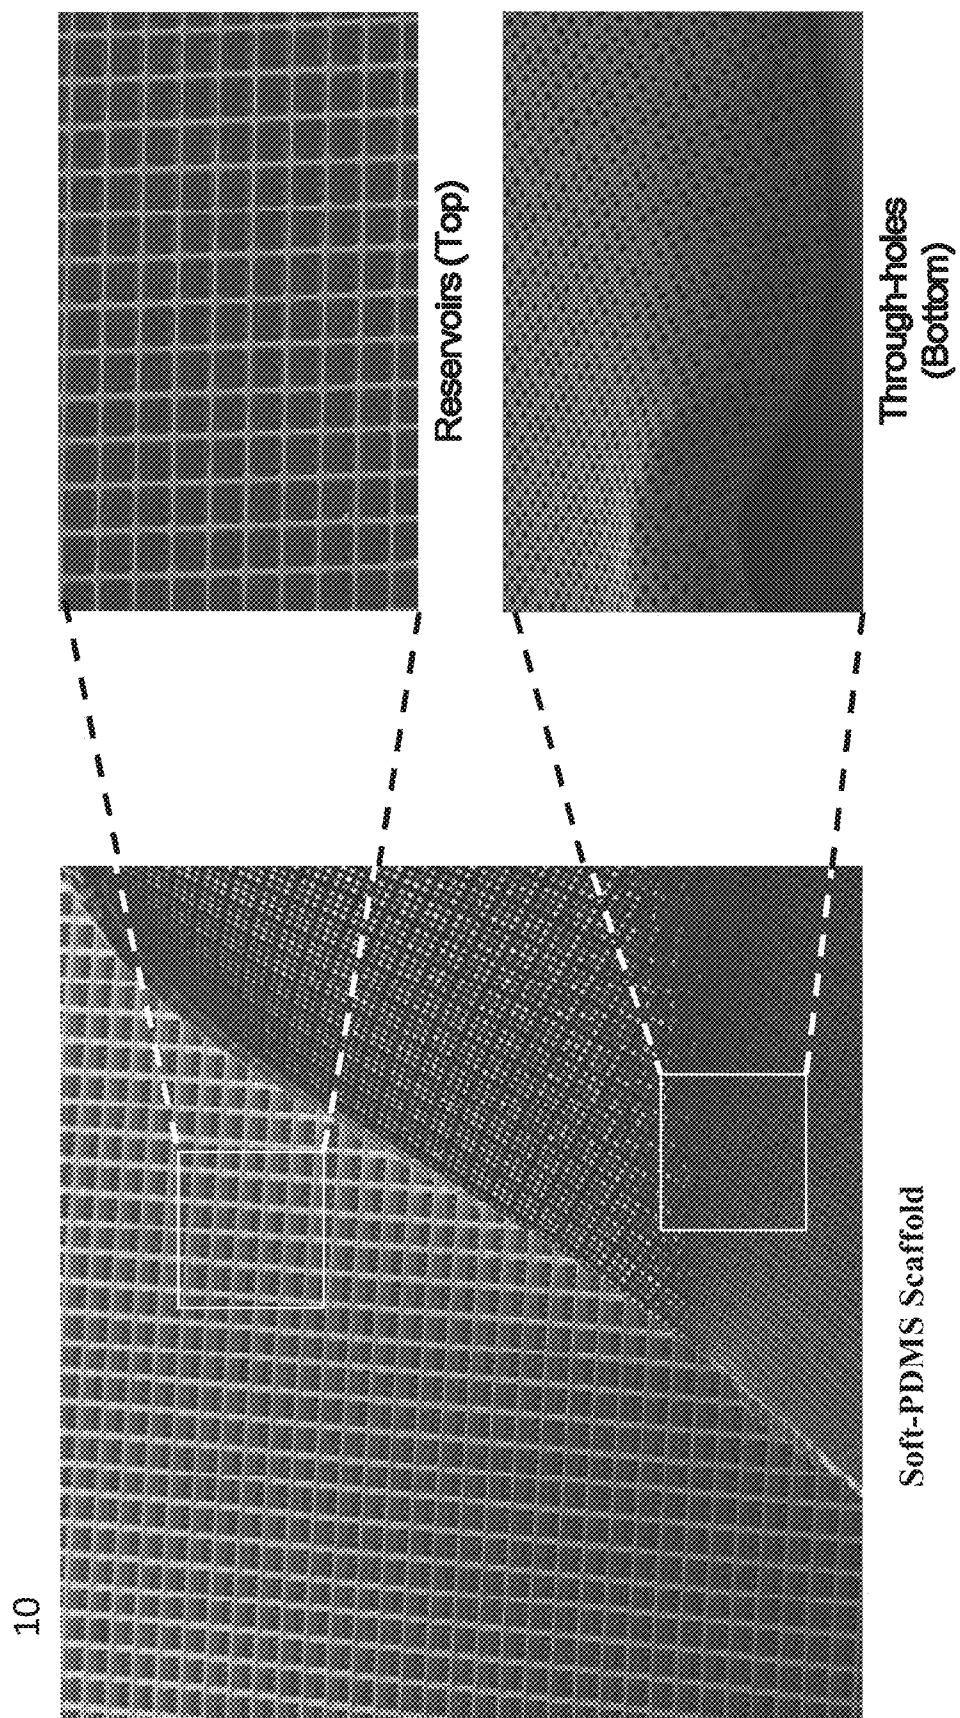 10
Soft-PDMS Scaffold
Reservoirs (Top)
Through-holes
(Bottom)